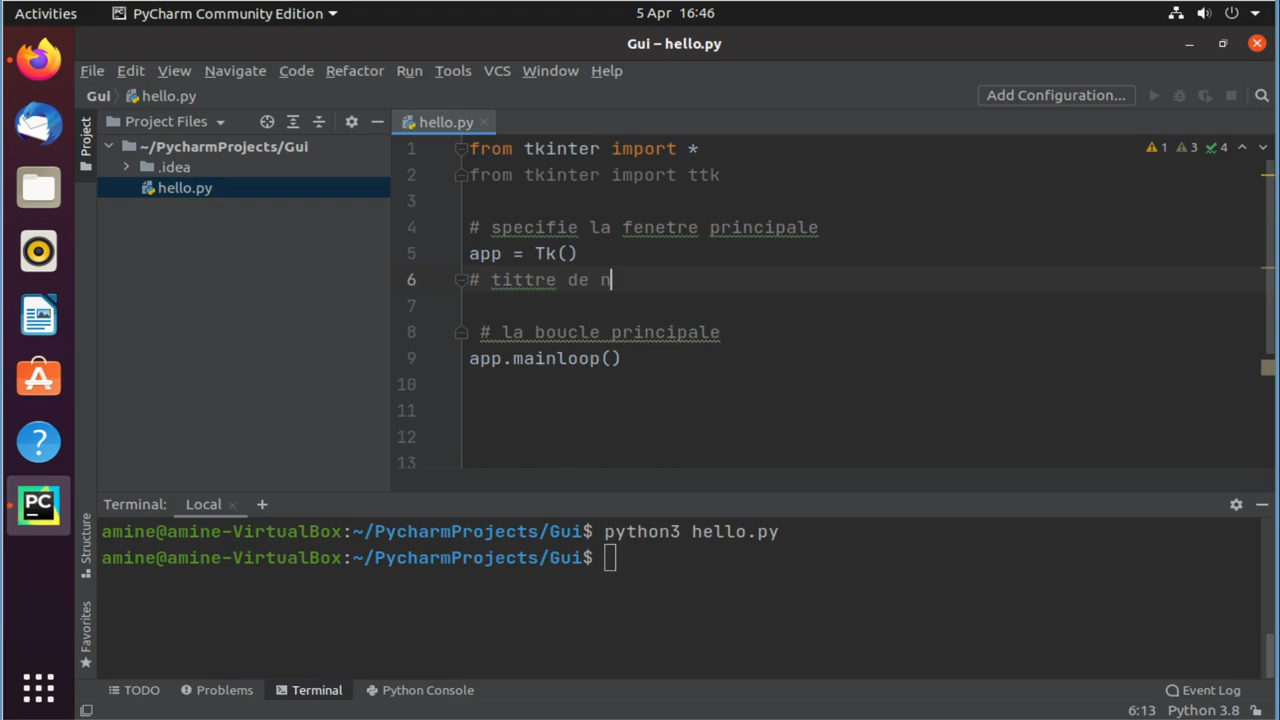 Activities PyCharm Community Edition 5 Apr 16:46
Gui – hello.py
File Edit View Navigate Code Refactor Run Tools VCS Window Help
Gui hello.py Add Configuration...
Project
Project Files
hello.py
~/PycharmProjects/Gui
.idea
hello.py
1 from tkinter import *
2 from tkinter import ttk
3
4 # specifie la fenetre principale
5 app = Tk()
6 # tittre de n
7
8 # la boucle principale
9 app.mainloop()
10
11
12
13
1 3 4
Terminal: Local +
amine@amine-VirtualBox:~/PycharmProjects/Gui$ python3 hello.py
amine@amine-VirtualBox:~/PycharmProjects/Gui$
Structure
Favorites
PC
TODO Problems Terminal Python Console Event Log
6:13 Python 3.8